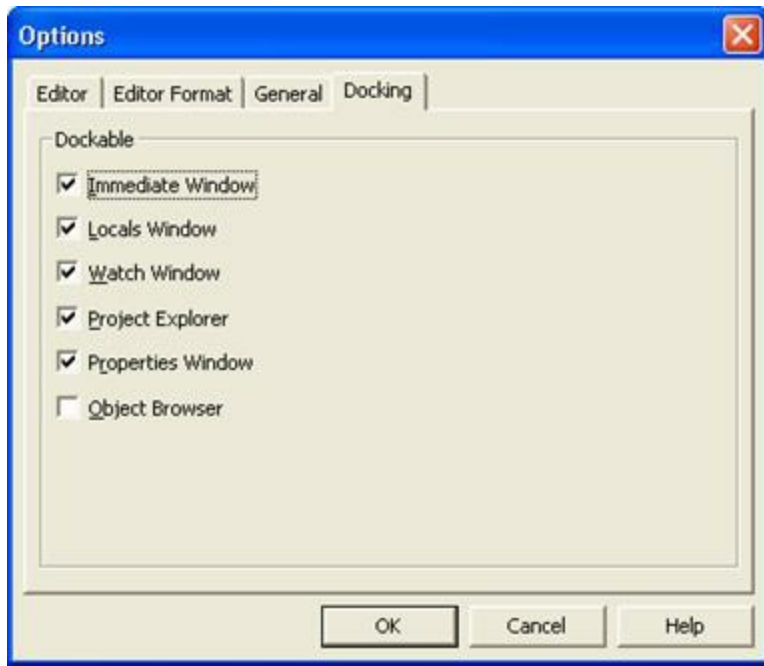 Options
Editor Editor Format General Docking
Dockable
Immediate Window
Locals Window
Watch Window
Project Explorer
Properties Window
Object Browser
OK Cancel Help